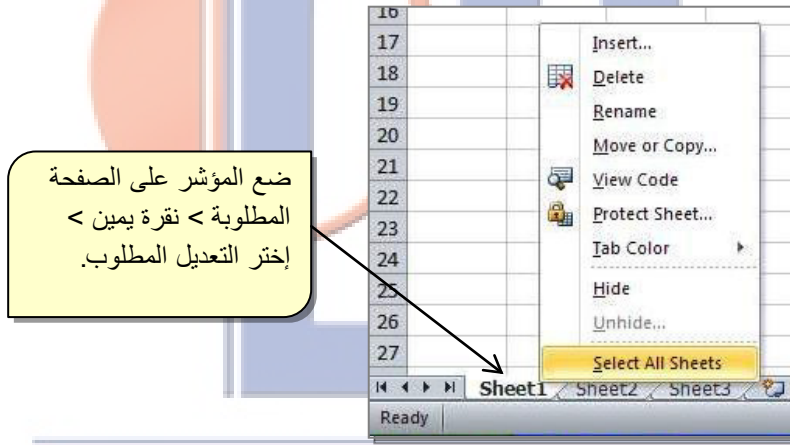 ضع المؤشر على الصفحة
المطلوبة > نقرة يمين >
إختر التعديل المطلوب.
16
17
18
19
20
21
22
23
24
25
26
27
Insert...
Delete
Rename
Move or Copy...
View Code
Protect Sheet...
Tab Color
Hide
Unhide...
Select All Sheets
Sheet1 Sheet2 Sheet3
Ready